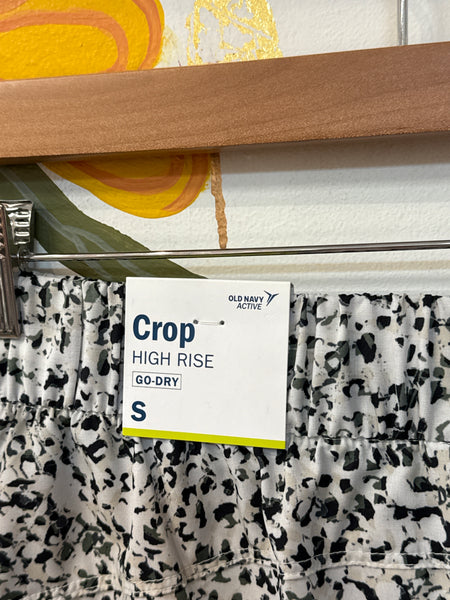 OLD NAVY
ACTIVE
Crop
HIGH RISE
GO-DRY
S